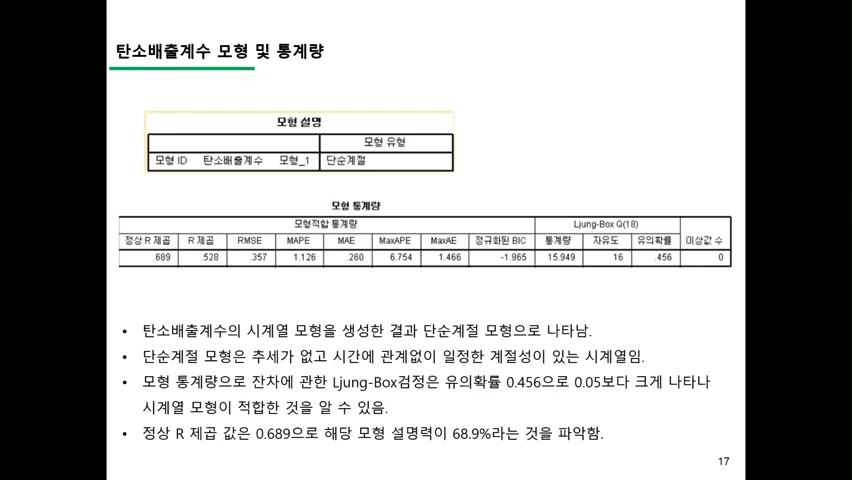 탄소배출계수 모형 및 통계량
모형 설명
모형 유형
모형 ID 탄소배출계수 모형_1 단순계절
모형 통계량
모형적합 통계량 Ljung-Box Q(18) 이상값 수
정상 R 제곱 R 제곱 RMSE MAPE MAE MaxAPE MaxAE 정규화된 BIC 통계량 자유도 유의확률
.689 .528 .357 1.126 .260 6.754 1.466 -1.965 15.949 16 .456 0
• 탄소배출계수의 시계열 모형을 생성한 결과 단순계절 모형으로 나타남.
• 단순계절 모형은 추세가 없고 시간에 관계없이 일정한 계절성이 있는 시계열임.
• 모형 통계량으로 잔차에 관한 Ljung-Box검정은 유의확률 0.456으로 0.05보다 크게 나타나
시계열 모형이 적합한 것을 알 수 있음.
• 정상 R 제곱 값은 0.689으로 해당 모형 설명력이 68.9%라는 것을 파악함.
17